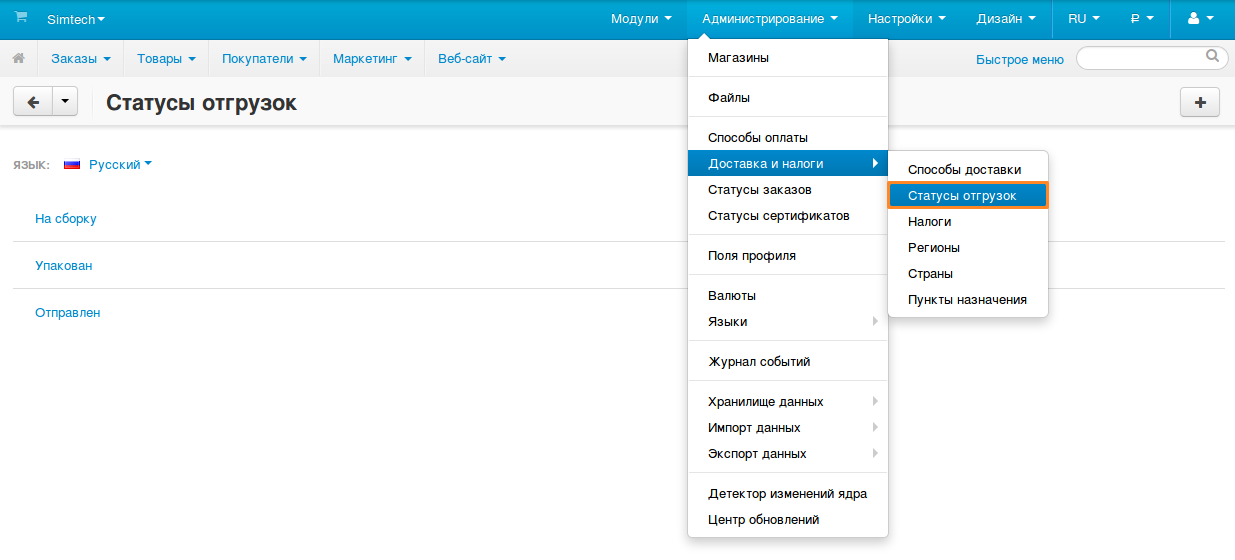 Simtech Модули Администрирование Настройки Дизайн RU ₽
Заказы Товары Покупатели Маркетинг Веб-сайт Быстрое меню
Статусы отгрузок
ЯЗЫК: Русский
На сборку
Упакован
Отправлен
Магазины
Файлы
Способы оплаты
Доставка и налоги
Статусы заказов
Статусы сертификатов
Поля профиля
Валюты
Языки
Журнал событий
Хранилище данных
Импорт данных
Экспорт данных
Детектор изменений ядра
Центр обновлений
Способы доставки
Статусы отгрузок
Налоги
Регионы
Страны
Пункты назначения